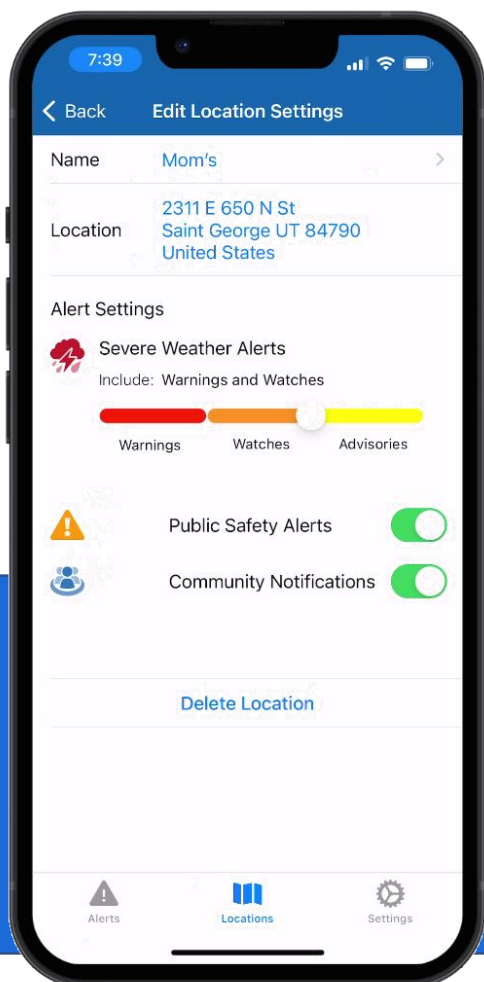 7:39
Back Edit Location Settings
Name Mom's
Location 2311 E 650 N St
Saint George UT 84790
United States
Alert Settings
Severe Weather Alerts
Include: Warnings and Watches
Warnings Watches Advisories
Public Safety Alerts
Community Notifications
Delete Location
Alerts Locations Settings